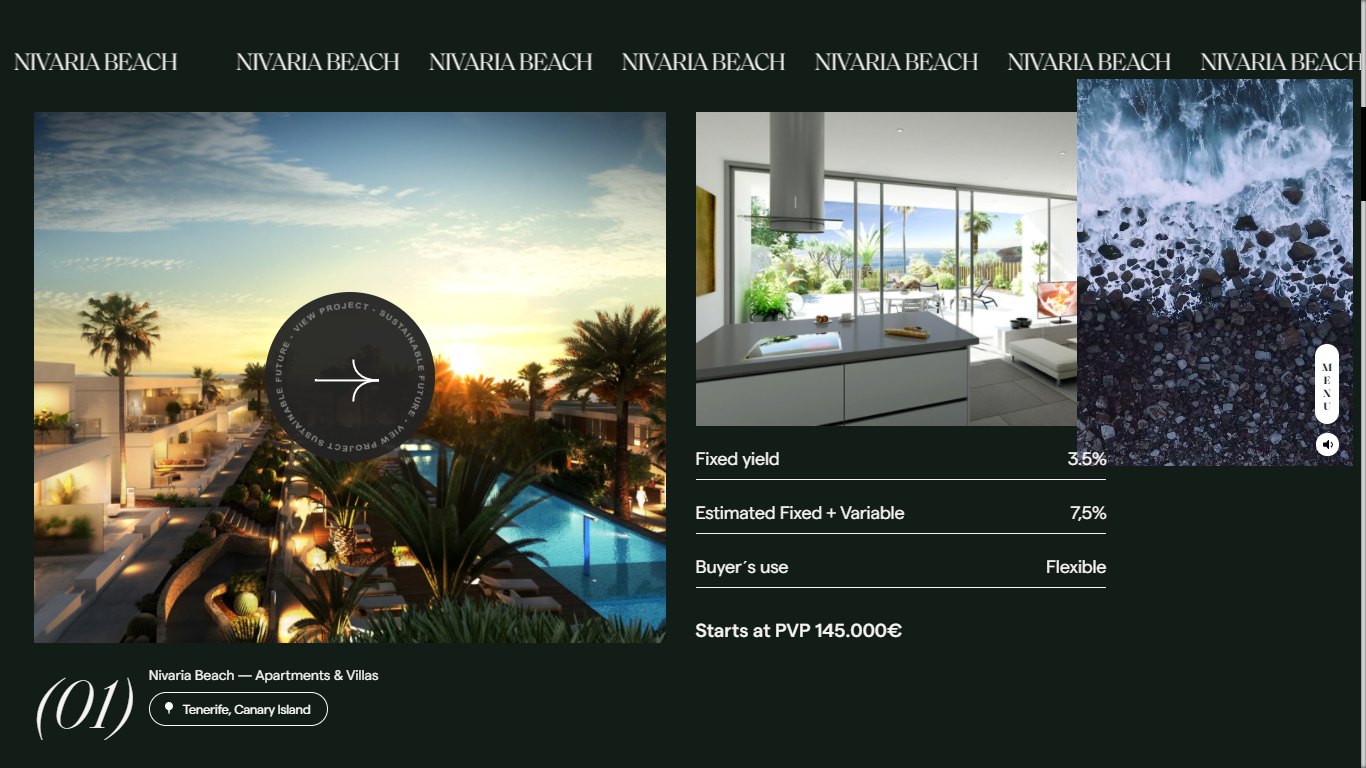 NIVARIA BEACH NIVARIA BEACH NIVARIA BEACH NIVARIA BEACH NIVARIA BEACH NIVARIA BEACH NIVARIA BEACH
VIEW PROJECT - SUSTAINABLE FUTURE - VIEW PROJECT SUSTAINABLE FUTURE -
MENU
Fixed yield 3.5%
Estimated Fixed + Variable 7,5%
Buyer´s use Flexible
Starts at PVP 145.000€
(01)
Nivaria Beach — Apartments & Villas
Tenerife, Canary Island